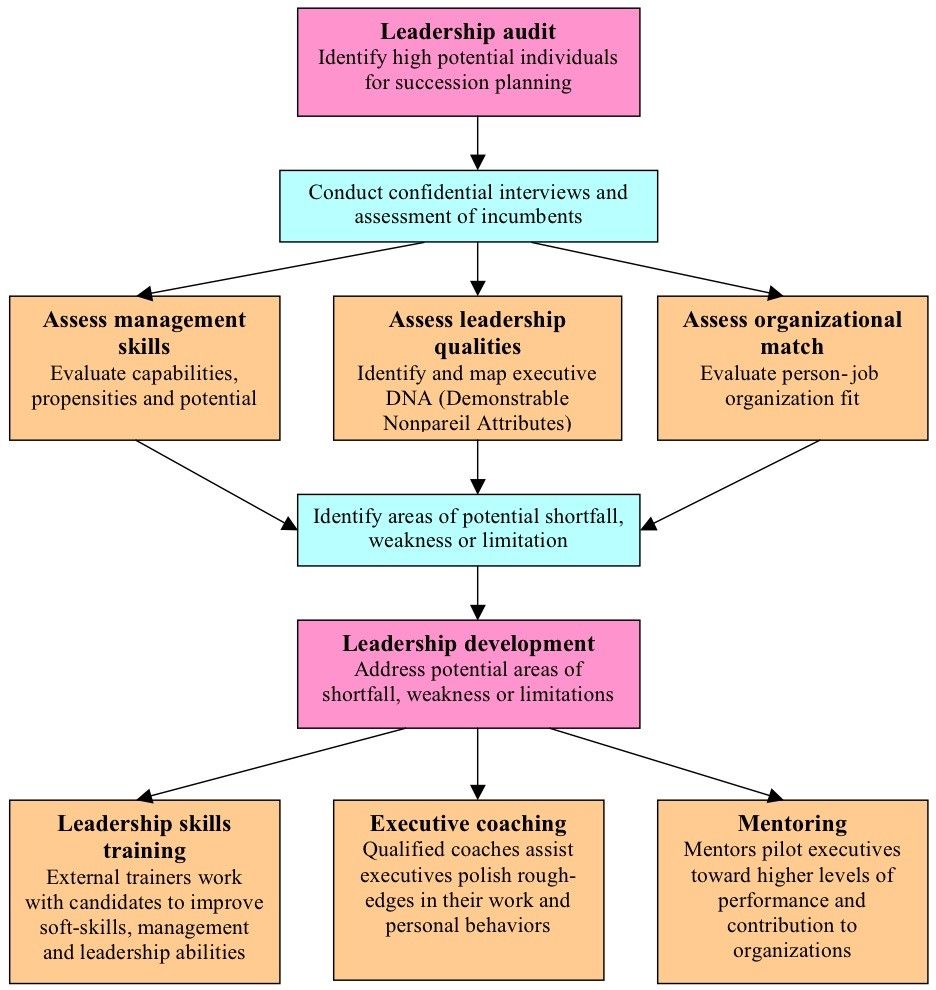 Leadership audit
Identify high potential individuals
for succession planning
Conduct confidential interviews and
assessment of incumbents
Assess management
skills
Evaluate capabilities,
propensities and potential
Assess leadership
qualities
Identify and map executive
DNA (Demonstrable
Nonpareil Attributes)
Assess organizational
match
Evaluate person-job
organization fit
Identify areas of potential shortfall,
weakness or limitation
Leadership development
Address potential areas of
shortfall, weakness or limitations
Leadership skills
training
External trainers work
with candidates to improve
soft-skills, management
and leadership abilities
Executive coaching
Qualified coaches assist
executives polish rough-
edges in their work and
personal behaviors
Mentoring
Mentors pilot executives
toward higher levels of
performance and
contribution to
organizations